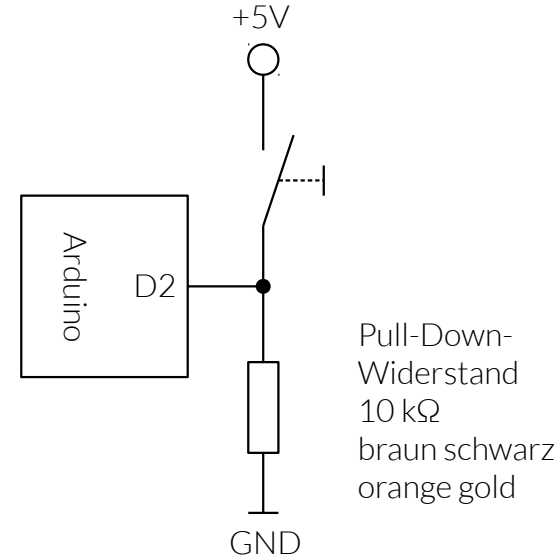 +5V
Arduino
D2
Pull-Down-
Widerstand
10 kΩ
braun schwarz
orange gold
GND